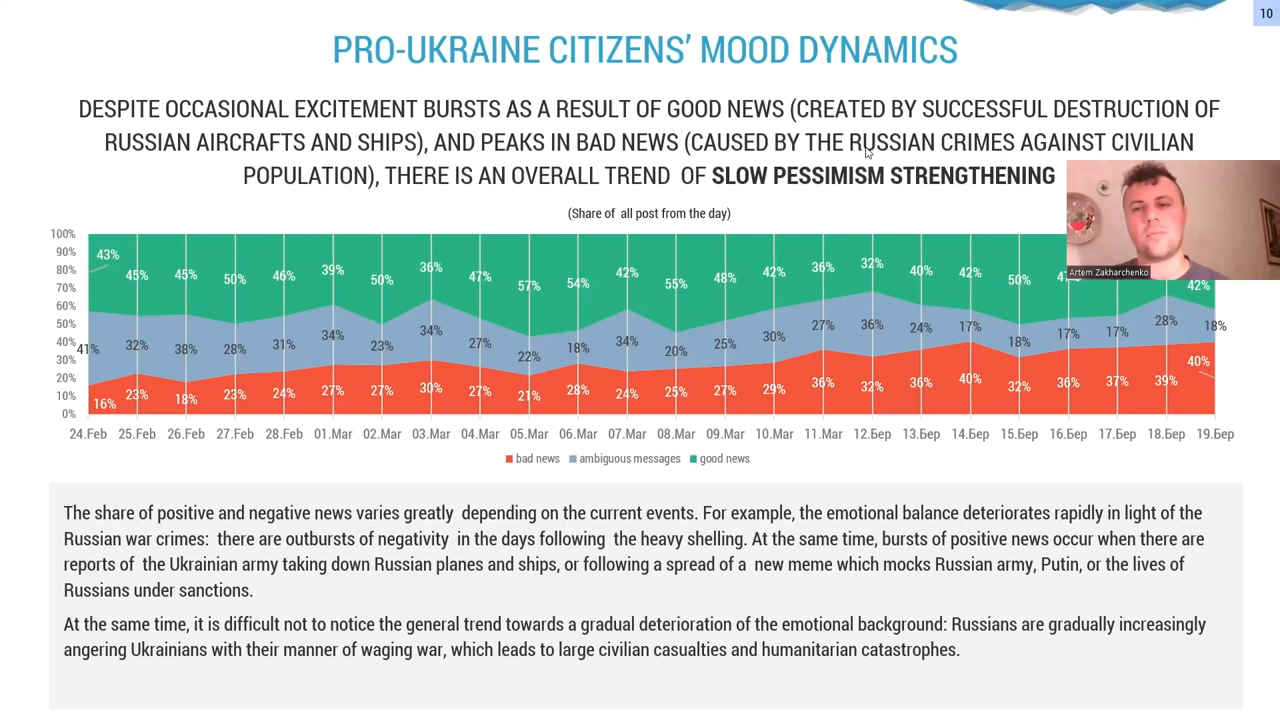 10
PRO-UKRAINE CITIZENS’ MOOD DYNAMICS
DESPITE OCCASIONAL EXCITEMENT BURSTS AS A RESULT OF GOOD NEWS (CREATED BY SUCCESSFUL DESTRUCTION OF
RUSSIAN AIRCRAFTS AND SHIPS), AND PEAKS IN BAD NEWS (CAUSED BY THE RUSSIAN CRIMES AGAINST CIVILIAN
POPULATION), THERE IS AN OVERALL TREND OF SLOW PESSIMISM STRENGTHENING
Artem Zakharchenko
(Share of all post from the day)
100%
90%
80%
70%
60%
50%
40%
30%
20%
10%
0%
43% 45% 45% 50% 46% 39% 50% 36% 47% 57% 54% 42% 55% 48% 42% 36% 32% 40% 42% 50% 42%
41% 32% 38% 28% 31% 34% 23% 34% 27% 22% 18% 34% 20% 25% 30% 27% 36% 24% 17% 18% 17% 17% 28% 18%
16% 23% 18% 23% 24% 27% 27% 30% 27% 21% 28% 24% 25% 27% 29% 36% 32% 36% 40% 32% 36% 37% 39% 40%
24.Feb 25.Feb 26.Feb 27.Feb 28.Feb 01.Mar 02.Mar 03.Mar 04.Mar 05.Mar 06.Mar 07.Mar 08.Mar 09.Mar 10.Mar 11.Mar 12.Бер 13.Бер 14.Бер 15.Бер 16.Бер 17.Бер 18.Бер 19.Бер
bad news ambiguous messages good news
The share of positive and negative news varies greatly depending on the current events. For example, the emotional balance deteriorates rapidly in light of the
Russian war crimes: there are outbursts of negativity in the days following the heavy shelling. At the same time, bursts of positive news occur when there are
reports of the Ukrainian army taking down Russian planes and ships, or following a spread of a new meme which mocks Russian army, Putin, or the lives of
Russians under sanctions.
At the same time, it is difficult not to notice the general trend towards a gradual deterioration of the emotional background: Russians are gradually increasingly
angering Ukrainians with their manner of waging war, which leads to large civilian casualties and humanitarian catastrophes.